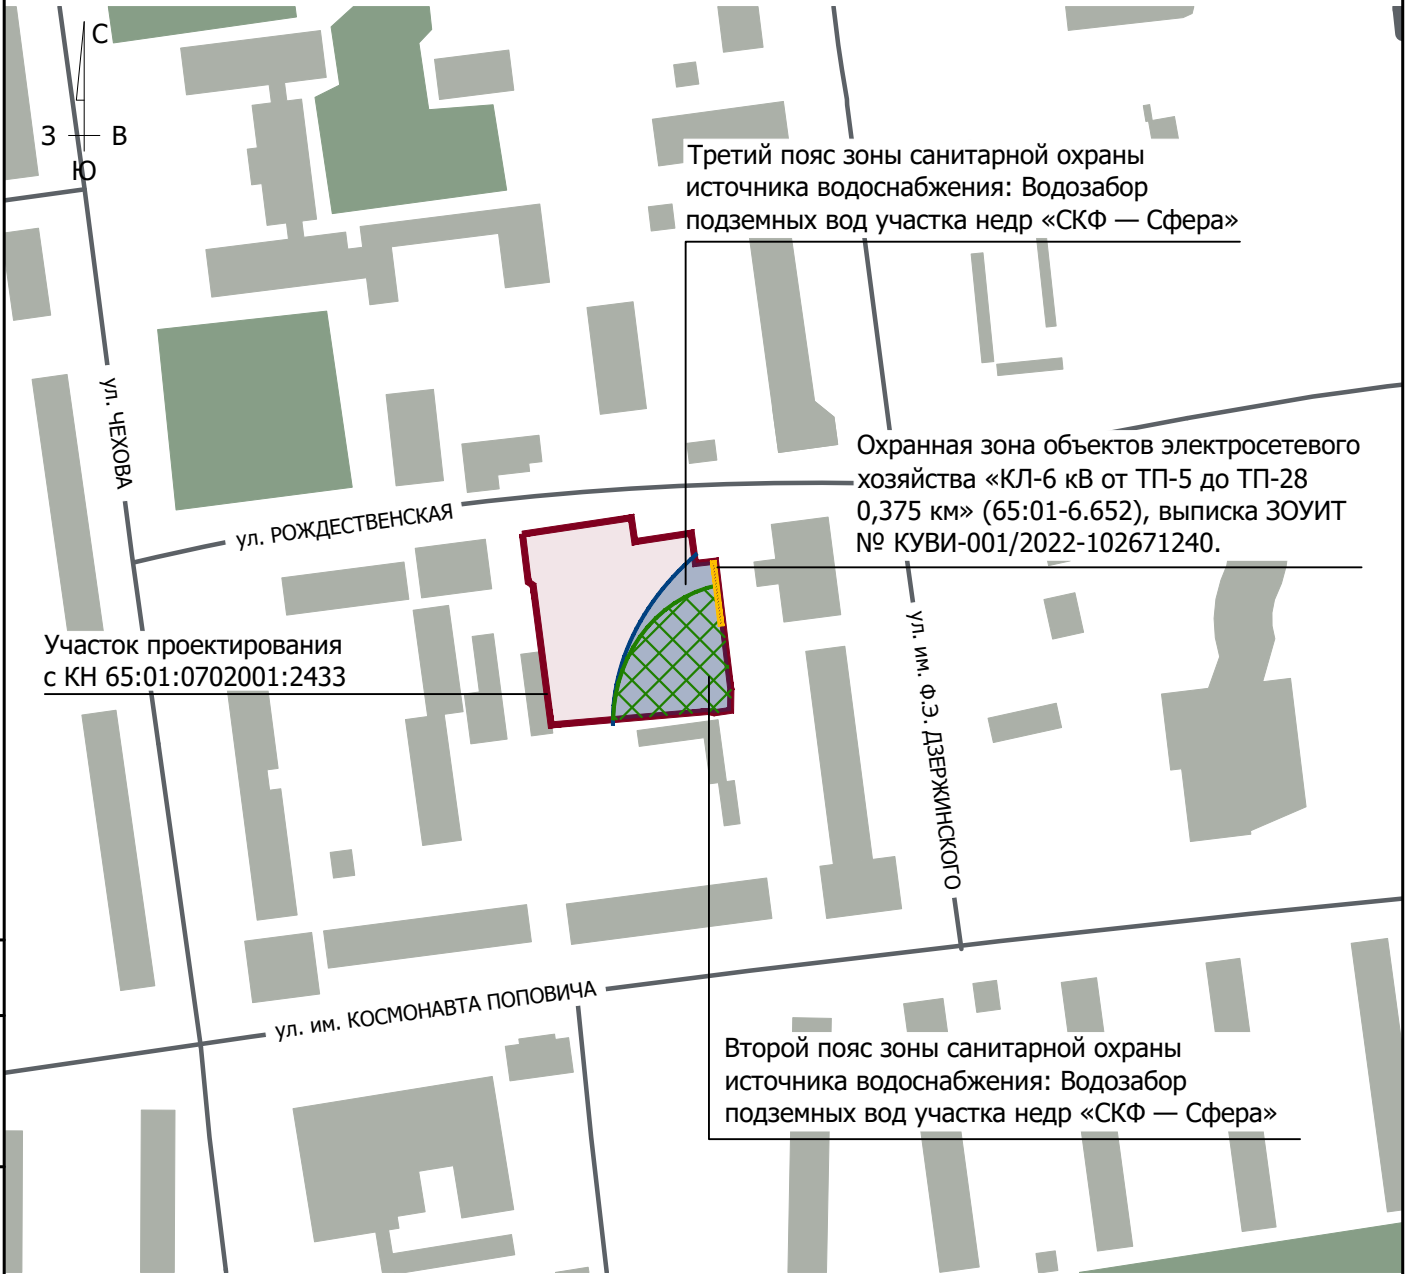 С
З
В
Ю
Третий пояс зоны санитарной охраны
источника водоснабжения: Водозабор
подземных вод участка недр «СКФ — Сфера»
ул. ЧЕХОВА
Охранная зона объектов электросетевого
хозяйства «КЛ-6 кВ от ТП-5 до ТП-28
0,375 км» (65:01-6.652), выписка ЗОУИТ
№ КУВИ-001/2022-102671240.
ул. РОЖДЕСТВЕНСКАЯ
Участок проектирования
с КН 65:01:0702001:2433
ул. им. Ф.Э. ДЗЕРЖИНСКОГО
ул. им. КОСМОНАВТА ПОПОВИЧА
Второй пояс зоны санитарной охраны
источника водоснабжения: Водозабор
подземных вод участка недр «СКФ — Сфера»